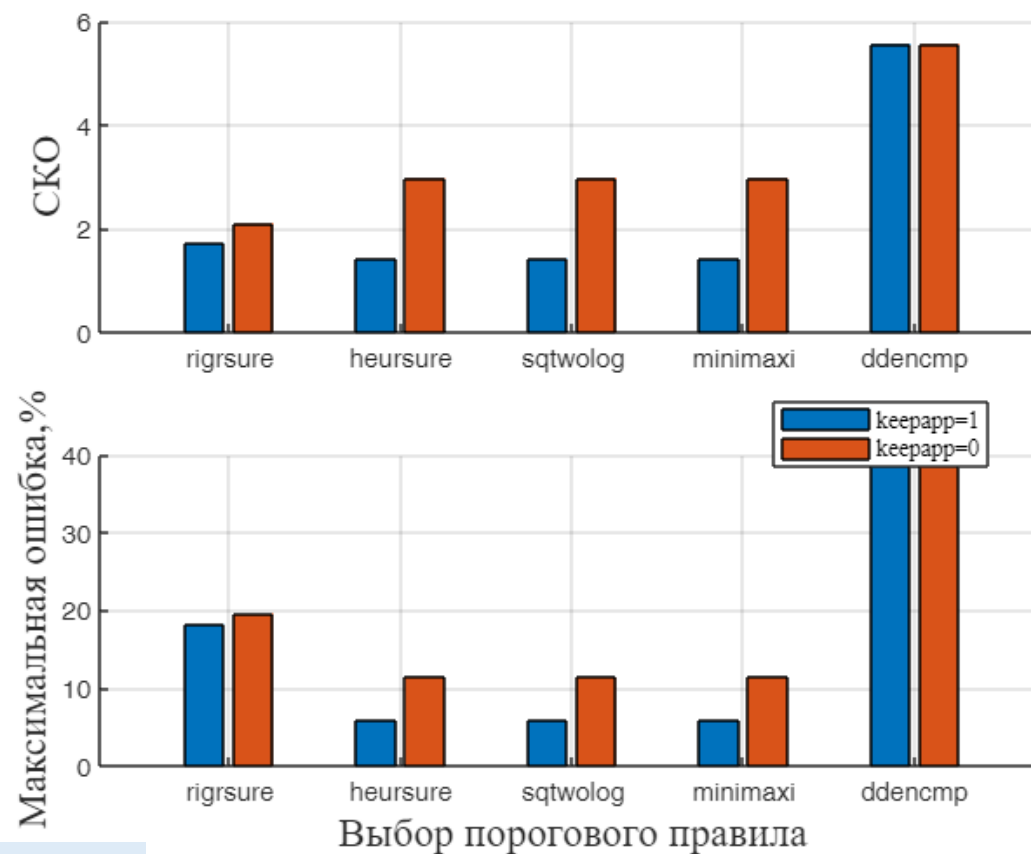 СКО
6
4
2
0
rigrsure heursure sqtwolog minimaxi ddencmp
Максимальная ошибка,%
keepapp=1
keepapp=0
40
30
20
10
0
rigrsure heursure sqtwolog minimaxi ddencmp
Выбор порогового правила